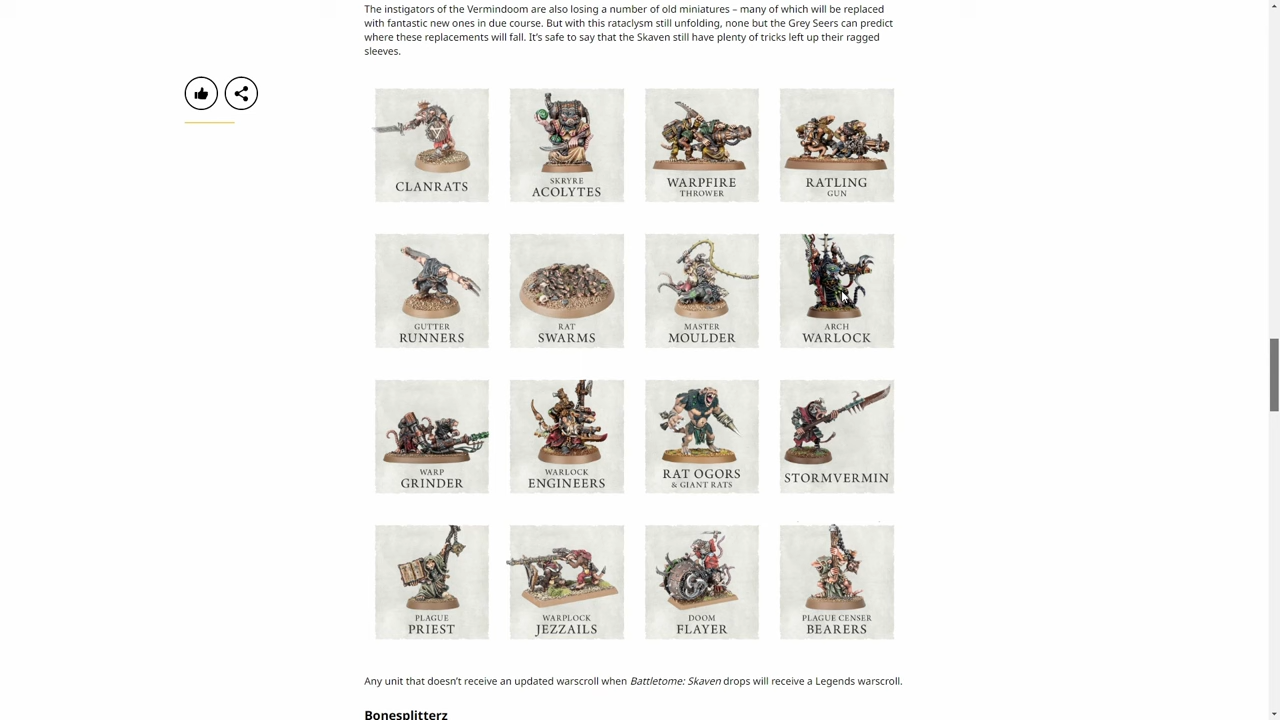 The instigators of the Vermindoom are also losing a number of old miniatures – many of which will be replaced
with fantastic new ones in due course. But with this rataclysm still unfolding, none but the Grey Seers can predict
where these replacements will fall. It's safe to say that the Skaven still have plenty of tricks left up their ragged
sleeves.
CLANRATS
SKRYRE
ACOLYTES
WARPFIRE
THROWER
RATLING
GUN
GUTTER
RUNNERS
RAT
SWARMS
MASTER
MOULDER
ARCH
WARLOCK
WARP
GRINDER
WARLOCK
ENGINEERS
RAT OGORS
& GIANT RATS
STORMVERMIN
PLAGUE
PRIEST
WARPLOCK
JEZZAILS
DOOM
FLAYER
PLAGUE CENSER
BEARERS
Any unit that doesn't receive an updated warscroll when Battletome: Skaven drops will receive a Legends warscroll.
Bonesplitterz